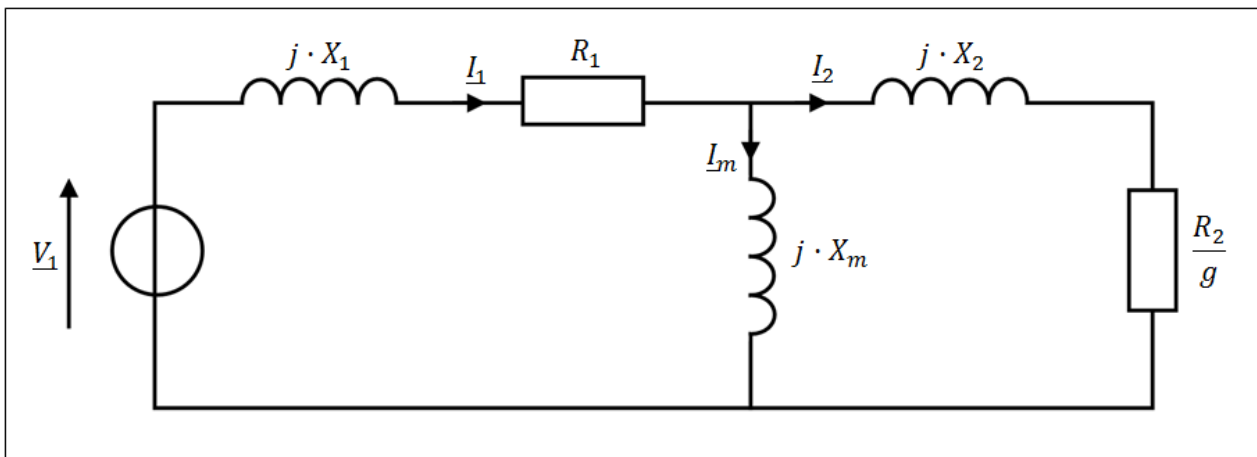 j · X₁
I₁
R₁
I₂
j · X₂
Iₘ
V₁
j · Xₘ
R₂
g